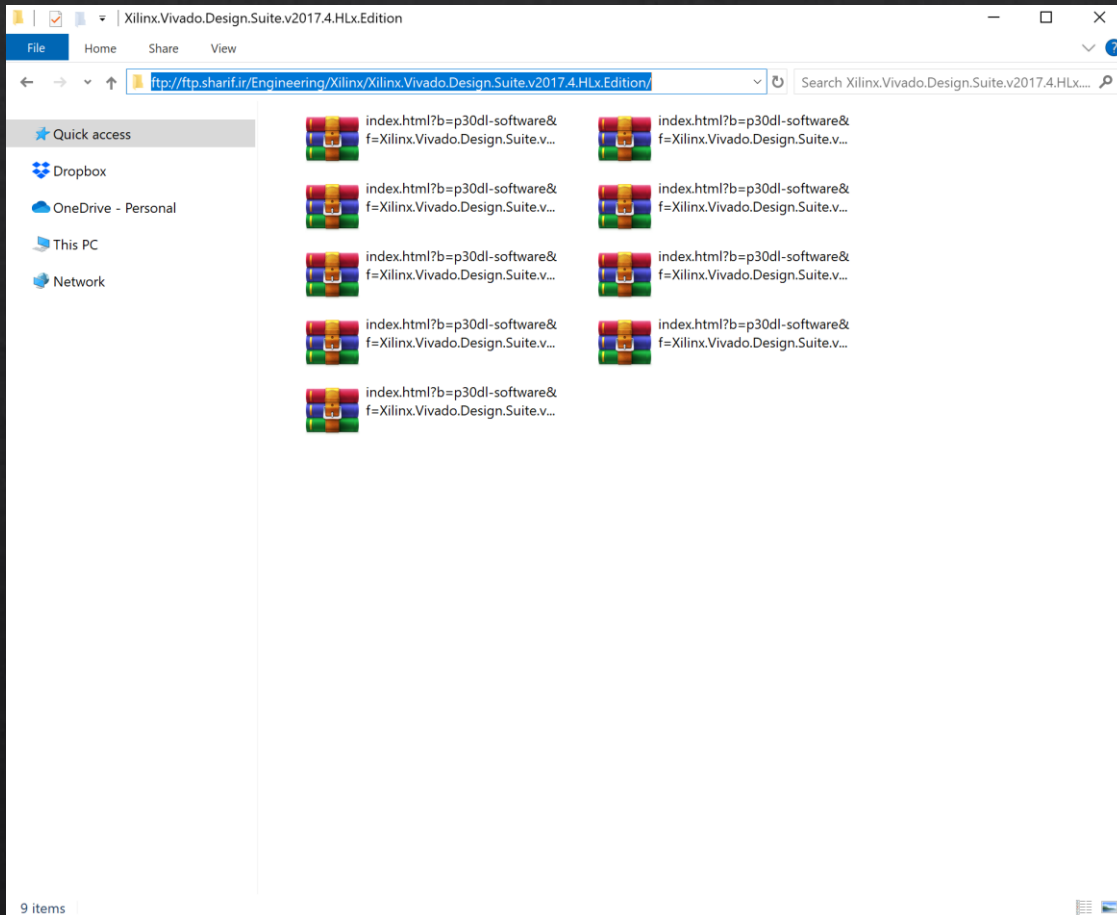 Xilinx.Vivado.Design.Suite.v2017.4.HLx.Edition
File Home Share View
?
ftp://ftp.sharif.ir/Engineering/Xilinx/Xilinx.Vivado.Design.Suite.v2017.4.HLx.Edition/ Search Xilinx.Vivado.Design.Suite.v2017.4.HLx....
Quick access
Dropbox
OneDrive - Personal
This PC
Network
index.html?b=p30dl-software&
f=Xilinx.Vivado.Design.Suite.v...
index.html?b=p30dl-software&
f=Xilinx.Vivado.Design.Suite.v...
index.html?b=p30dl-software&
f=Xilinx.Vivado.Design.Suite.v...
index.html?b=p30dl-software&
f=Xilinx.Vivado.Design.Suite.v...
index.html?b=p30dl-software&
f=Xilinx.Vivado.Design.Suite.v...
index.html?b=p30dl-software&
f=Xilinx.Vivado.Design.Suite.v...
index.html?b=p30dl-software&
f=Xilinx.Vivado.Design.Suite.v...
index.html?b=p30dl-software&
f=Xilinx.Vivado.Design.Suite.v...
index.html?b=p30dl-software&
f=Xilinx.Vivado.Design.Suite.v...
9 items